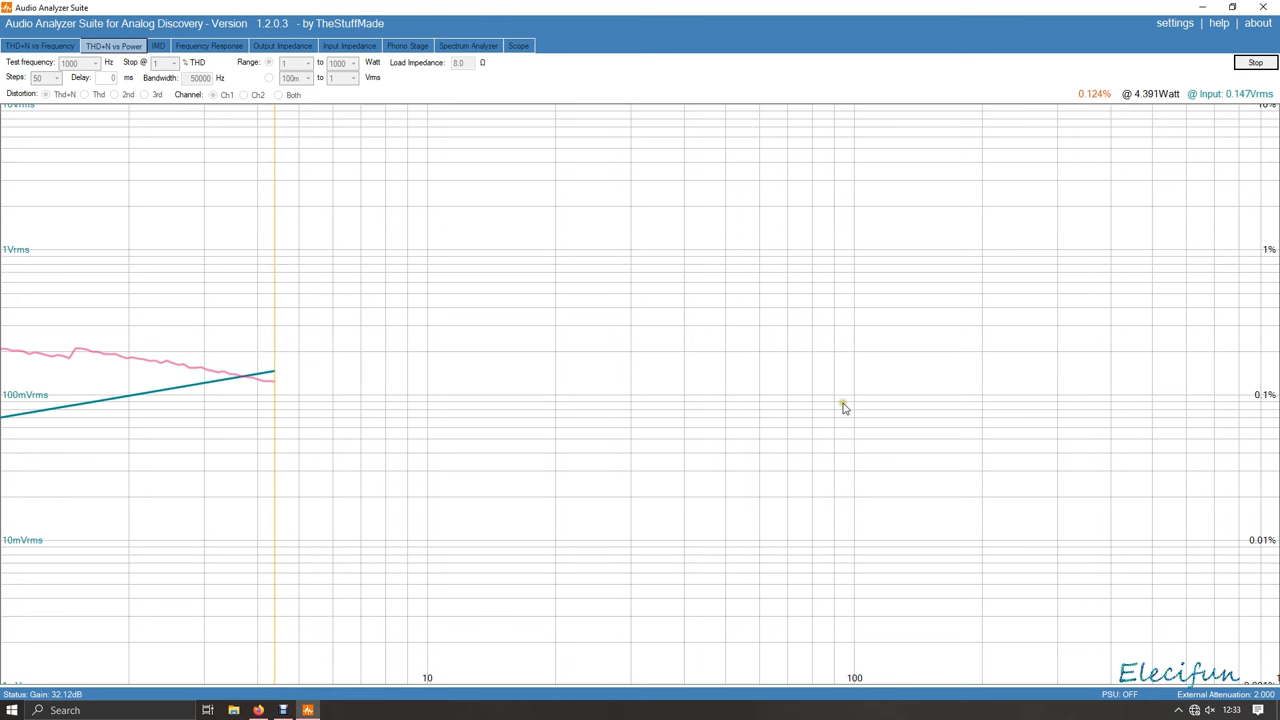 Audio Analyzer Suite
Audio Analyzer Suite for Analog Discovery - Version 1.2.0.3 - by TheStuffMade
settings | help | about
THD+N vs Frequency THD+N vs Power IMD Frequency Response Output Impedance Input Impedance Phono Stage Spectrum Analyzer Scope
Test frequency: 1000 Hz Stop @ 1 % THD Range: 1 to 1000 Watt Load Impedance: 8.0 Ω Stop
Steps: 50 Delay: 0 ms Bandwidth: 50000 Hz 100m to 1 Vrms
Distortion: Thd+N Thd 2nd 3rd Channel: Ch1 Ch2 Both 0.124% @ 4.391Watt @ Input: 0.147Vrms
10Vrms 10%
1Vrms 1%
100mVrms 0.1%
10mVrms 0.01%
10 100
Elecifun
0.001%
Status: Gain: 32.12dB PSU: OFF External Attenuation: 2.000
Search 12:33